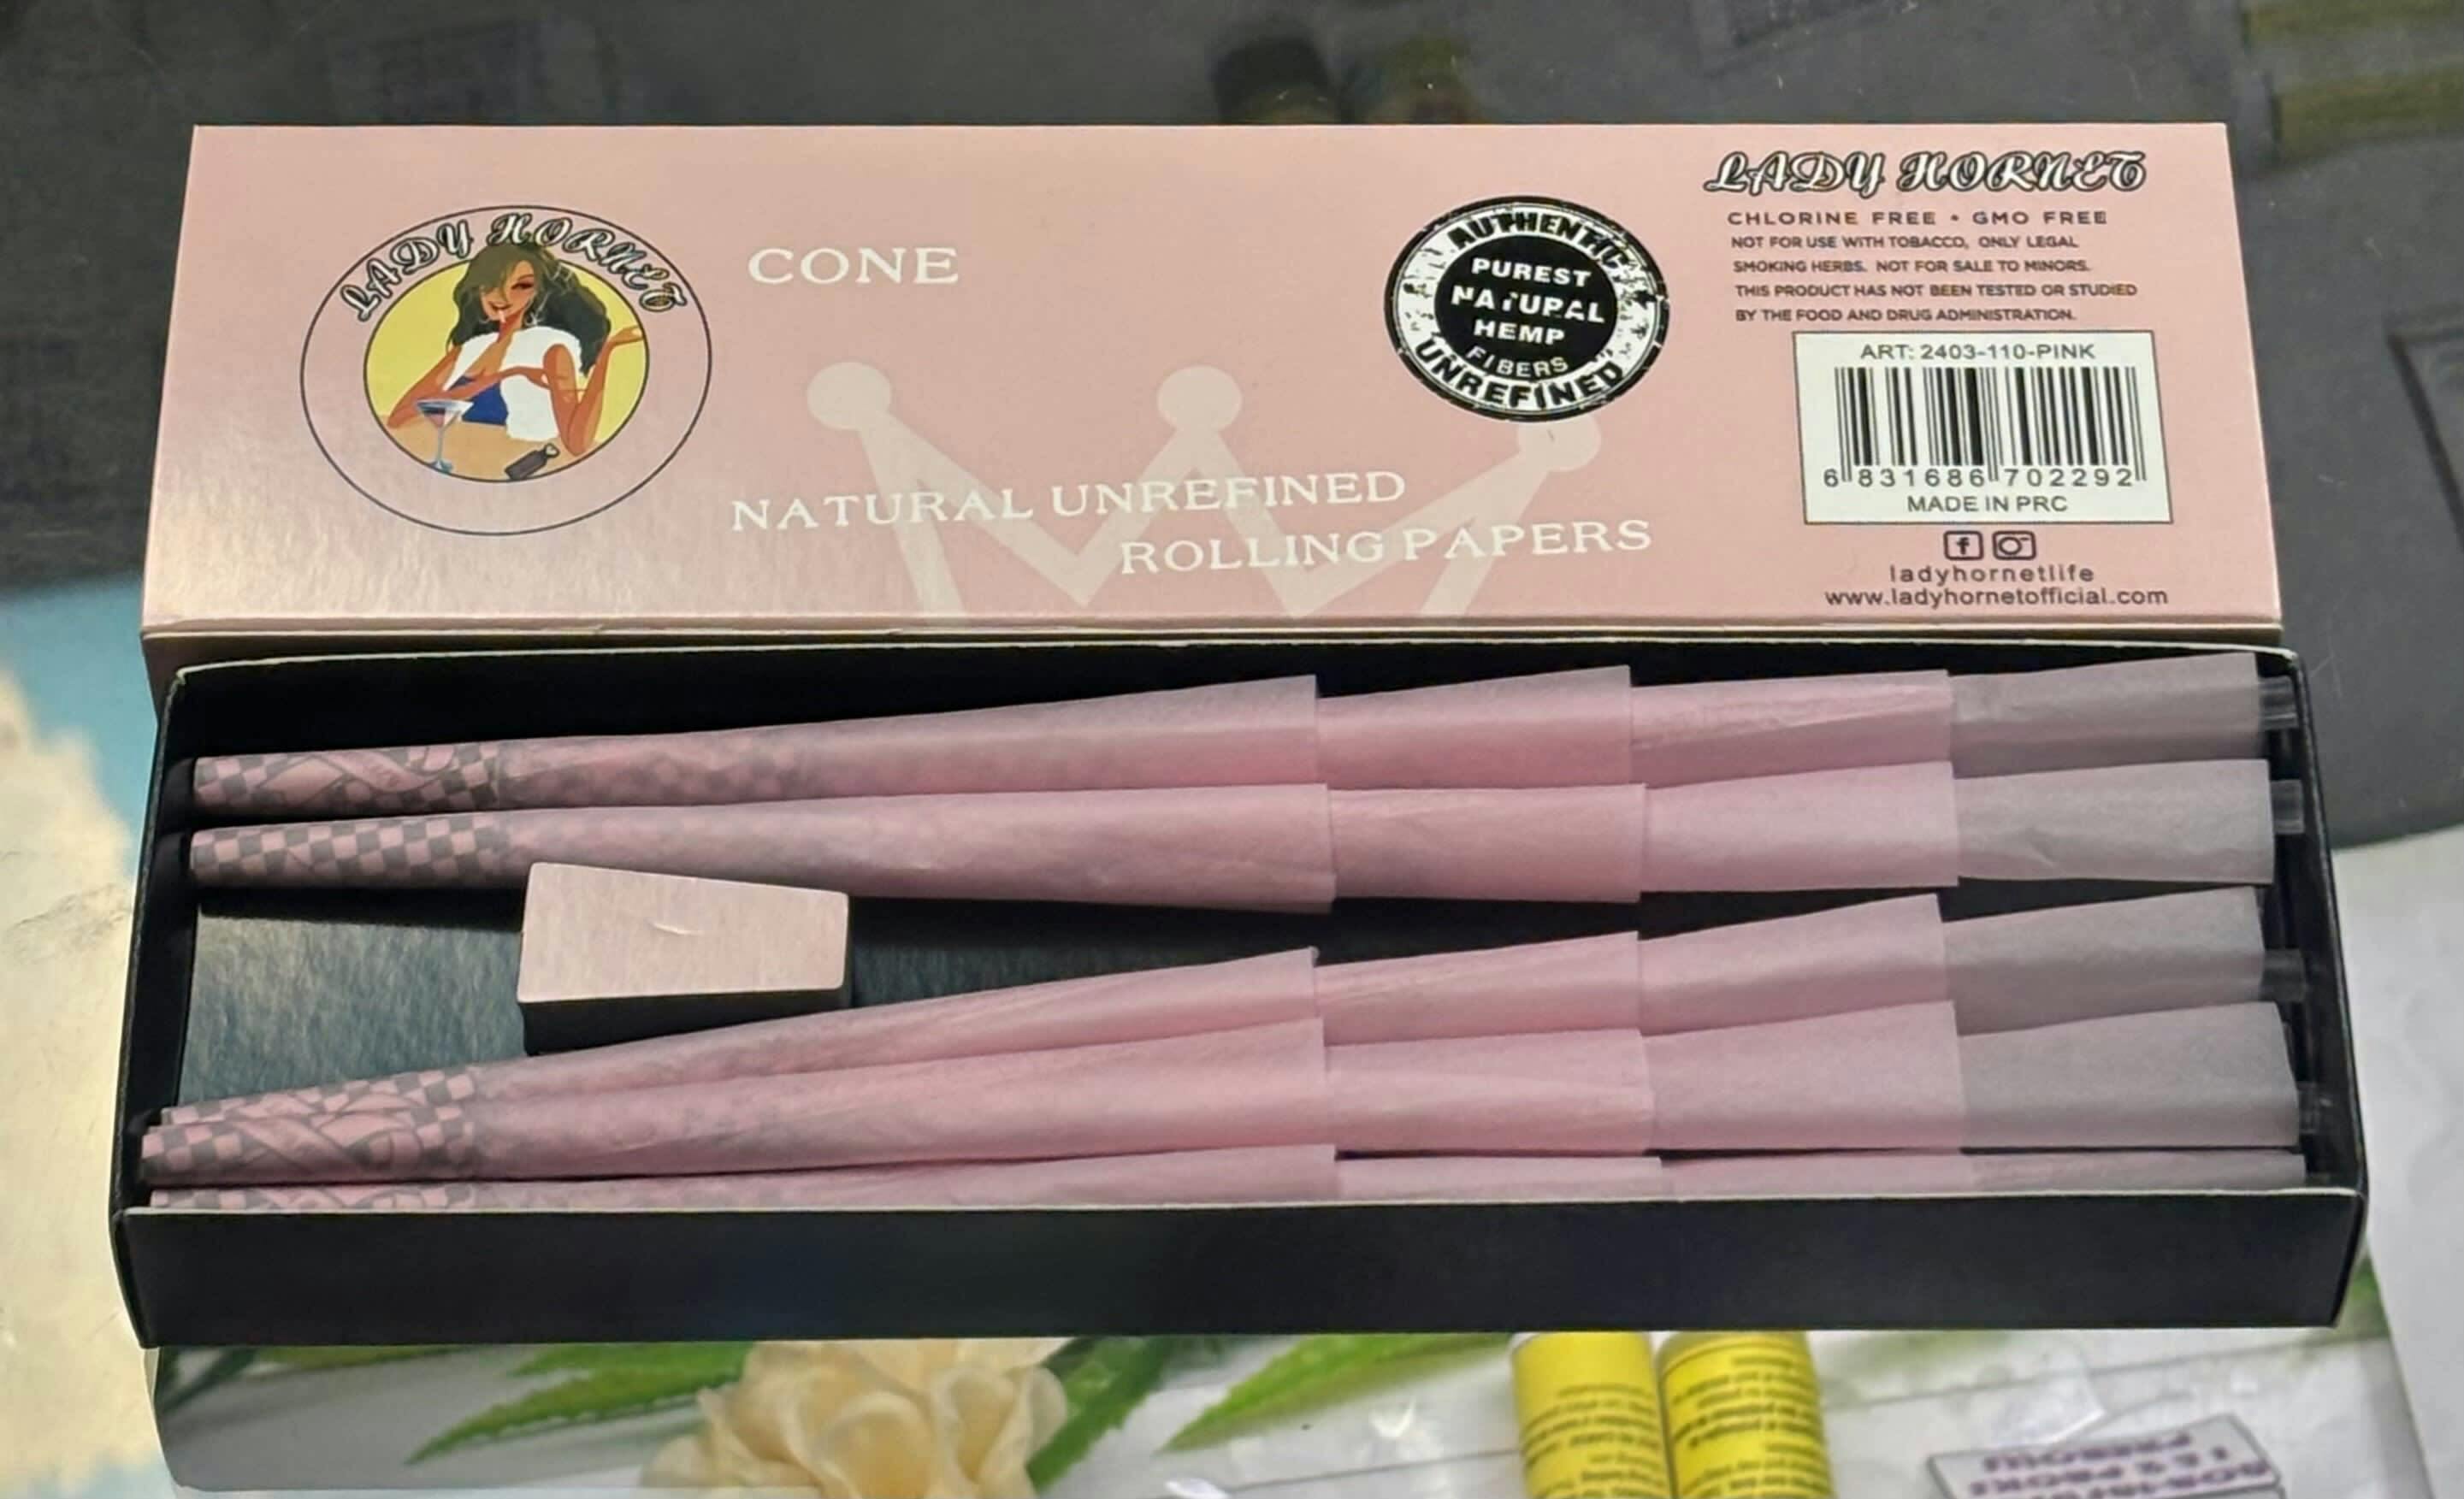 LADY HORNET
CONE
NATURAL UNREFINED
ROLLING PAPERS
AUTHENTIC
PUREST
NATURAL
HEMP
FIBERS
UNREFINED
LADY HORNET
CHLORINE FREE • GMO FREE
NOT FOR USE WITH TOBACCO, ONLY LEGAL
SMOKING HERBS. NOT FOR SALE TO MINORS.
THIS PRODUCT HAS NOT BEEN TESTED OR STUDIED
BY THE FOOD AND DRUG ADMINISTRATION.
ART: 2403-110-PINK
6 831686 702292
MADE IN PRC
ladyhornetlife
www.ladyhornetofficial.com